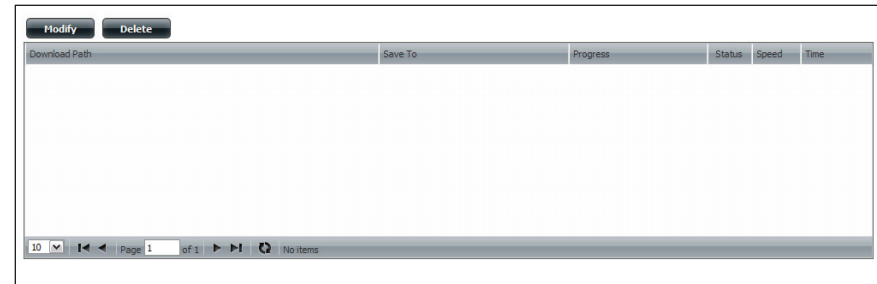 Modify Delete
Download Path Save To Progress Status Speed Time
10 Page 1 of 1 No items